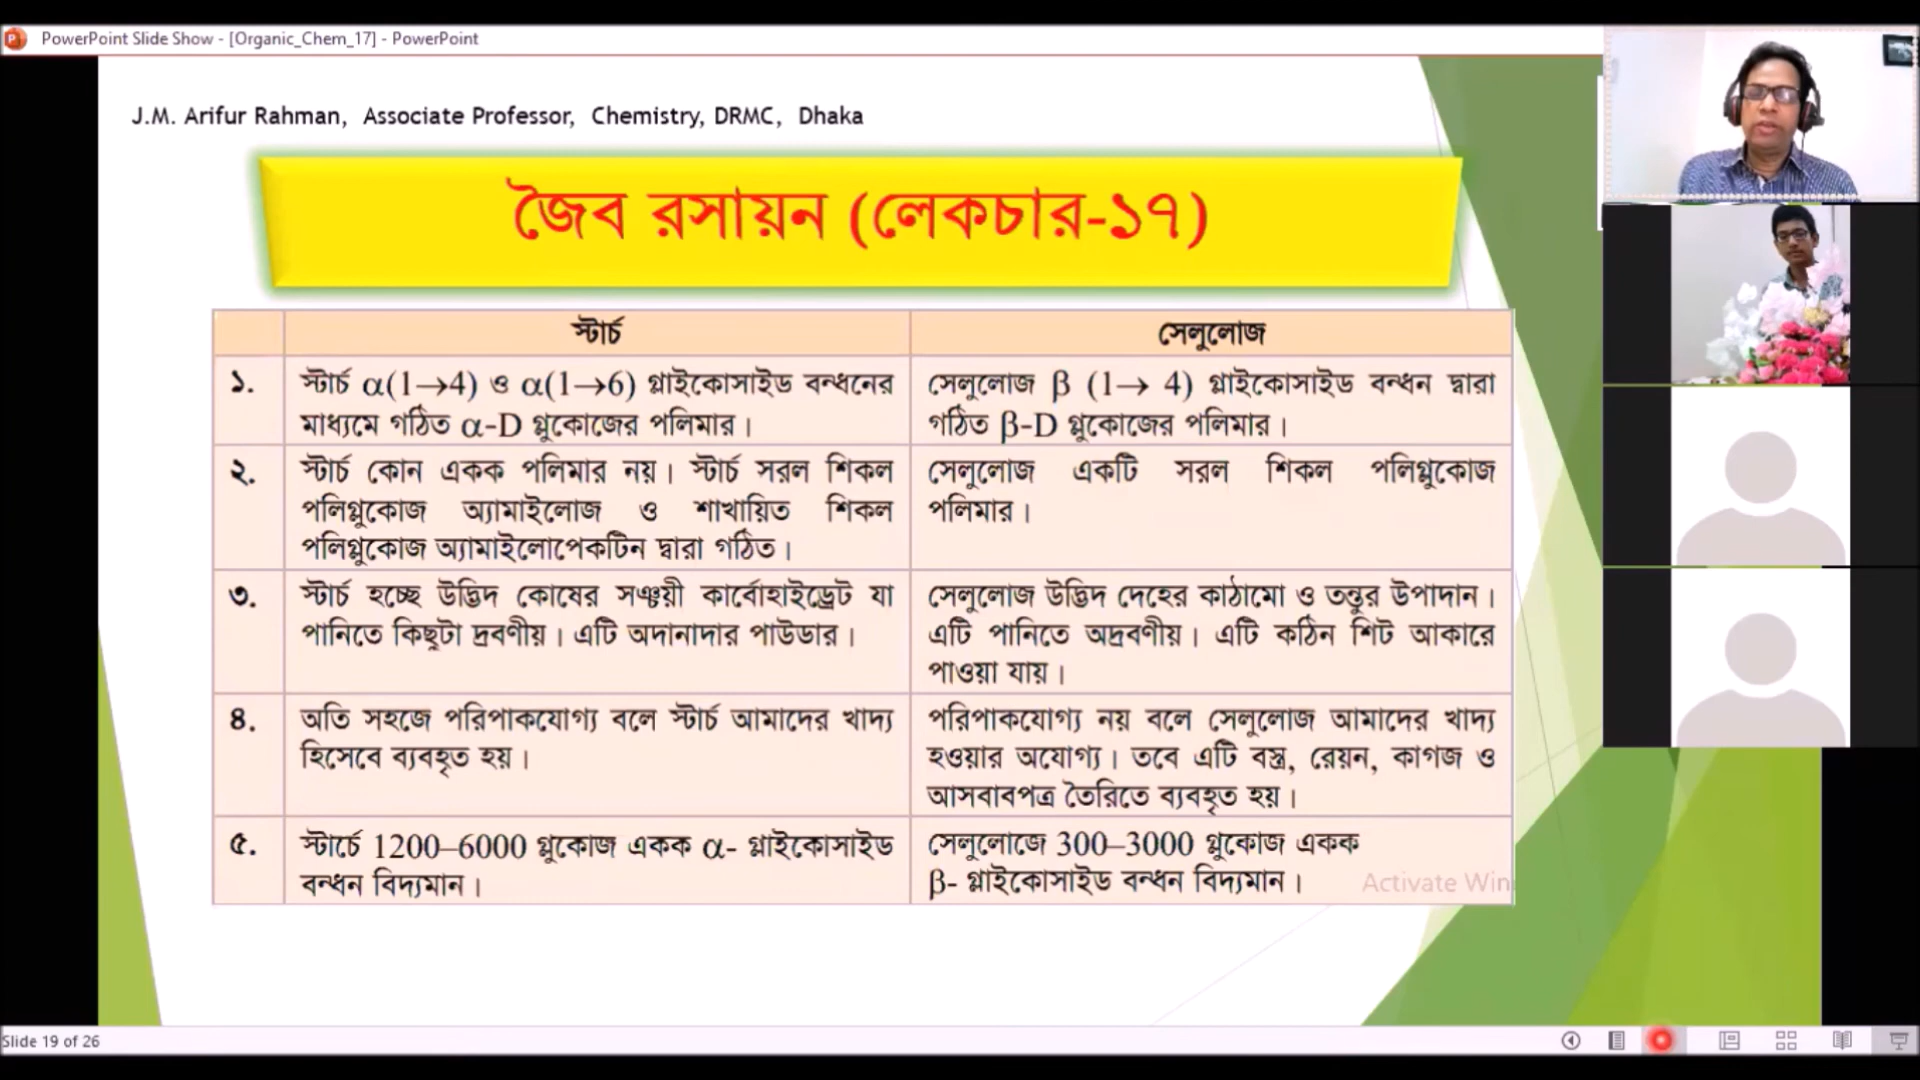 PowerPoint Slide Show - [Organic_Chem_17] - PowerPoint
J.M. Arifur Rahman, Associate Professor, Chemistry, DRMC, Dhaka
জৈব রসায়ন (লেকচার-১৭)
স্টার্চ
সেলুলোজ
১.
স্টার্চ α(1→4) ও α(1→6) গ্লাইকোসাইড বন্ধনের
মাধ্যমে গঠিত α-D গ্লুকোজের পলিমার।
সেলুলোজ β (1→ 4) গ্লাইকোসাইড বন্ধন দ্বারা
গঠিত β-D গ্লুকোজের পলিমার।
২.
স্টার্চ কোন একক পলিমার নয়। স্টার্চ সরল শিকল
পলিগ্লুকোজ অ্যামাইলোজ ও শাখায়িত শিকল
পলিগ্লুকোজ অ্যামাইলোপেকটিন দ্বারা গঠিত।
সেলুলোজ একটি সরল শিকল পলিগ্লুকোজ
পলিমার।
৩.
স্টার্চ হচ্ছে উদ্ভিদ কোষের সঞ্চয়ী কার্বোহাইড্রেট যা
পানিতে কিছুটা দ্রবণীয়। এটি অদানাদার পাউডার।
সেলুলোজ উদ্ভিদ দেহের কাঠামো ও তন্তুর উপাদান।
এটি পানিতে অদ্রবণীয়। এটি কঠিন শিট আকারে
পাওয়া যায়।
৪.
অতি সহজে পরিপাকযোগ্য বলে স্টার্চ আমাদের খাদ্য
হিসেবে ব্যবহৃত হয়।
পরিপাকযোগ্য নয় বলে সেলুলোজ আমাদের খাদ্য
হওয়ার অযোগ্য। তবে এটি বস্ত্র, রেয়ন, কাগজ ও
আসবাবপত্র তৈরিতে ব্যবহৃত হয়।
৫.
স্টার্চে 1200–6000 গ্লুকোজ একক α- গ্লাইকোসাইড
বন্ধন বিদ্যমান।
সেলুলোজে 300–3000 গ্লুকোজ একক
β- গ্লাইকোসাইড বন্ধন বিদ্যমান।
Activate Win
Slide 19 of 26